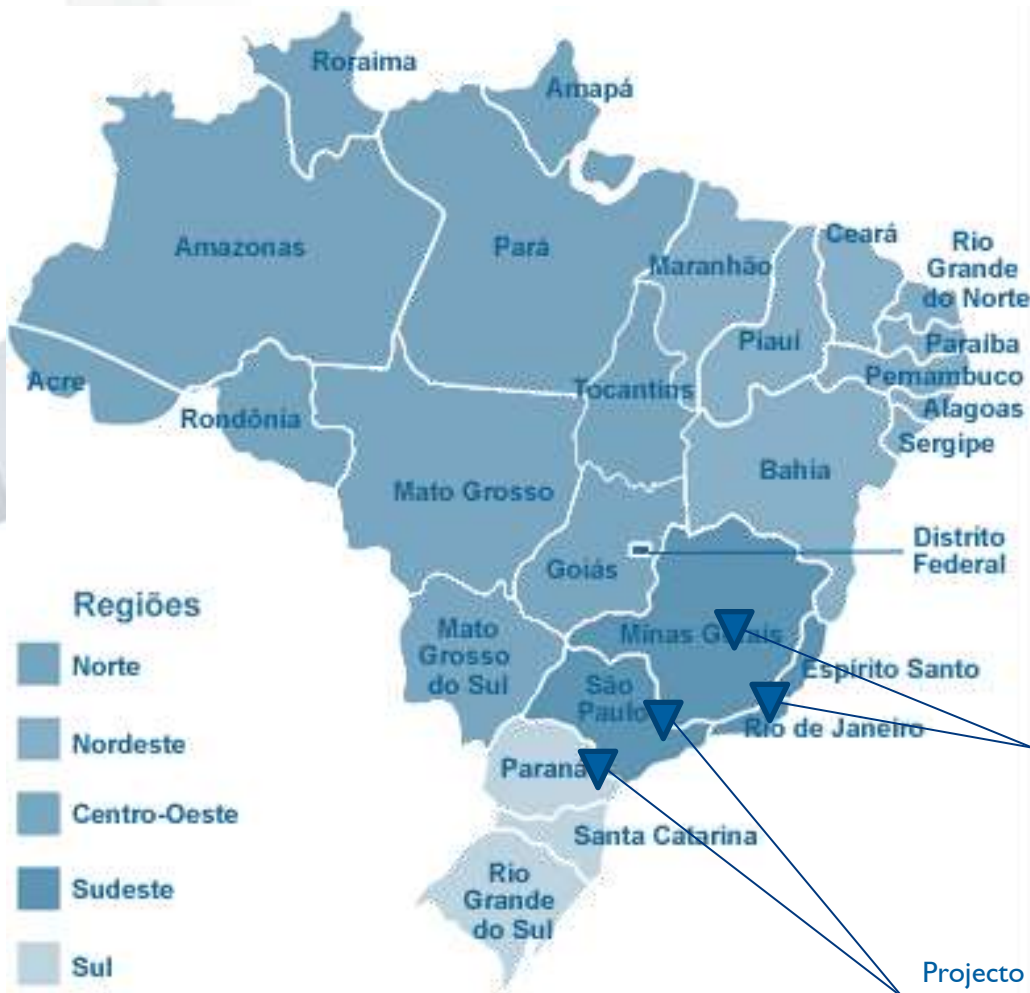 Roraima
Amapá
Amazonas
Pará
Maranhão
Ceará
Rio
Grande
do Norte
Piauí
Paraíba
Pernambuco
Alagoas
Sergipe
Acre
Rondônia
Tocantins
Bahia
Mato Grosso
Goiás
Distrito
Federal
Mato
Grosso
do Sul
Minas Gerais
Espírito Santo
São
Paulo
Rio de Janeiro
Paraná
Santa Catarina
Rio
Grande
do Sul
Regiões
Norte
Nordeste
Centro-Oeste
Sudeste
Sul
Projecto